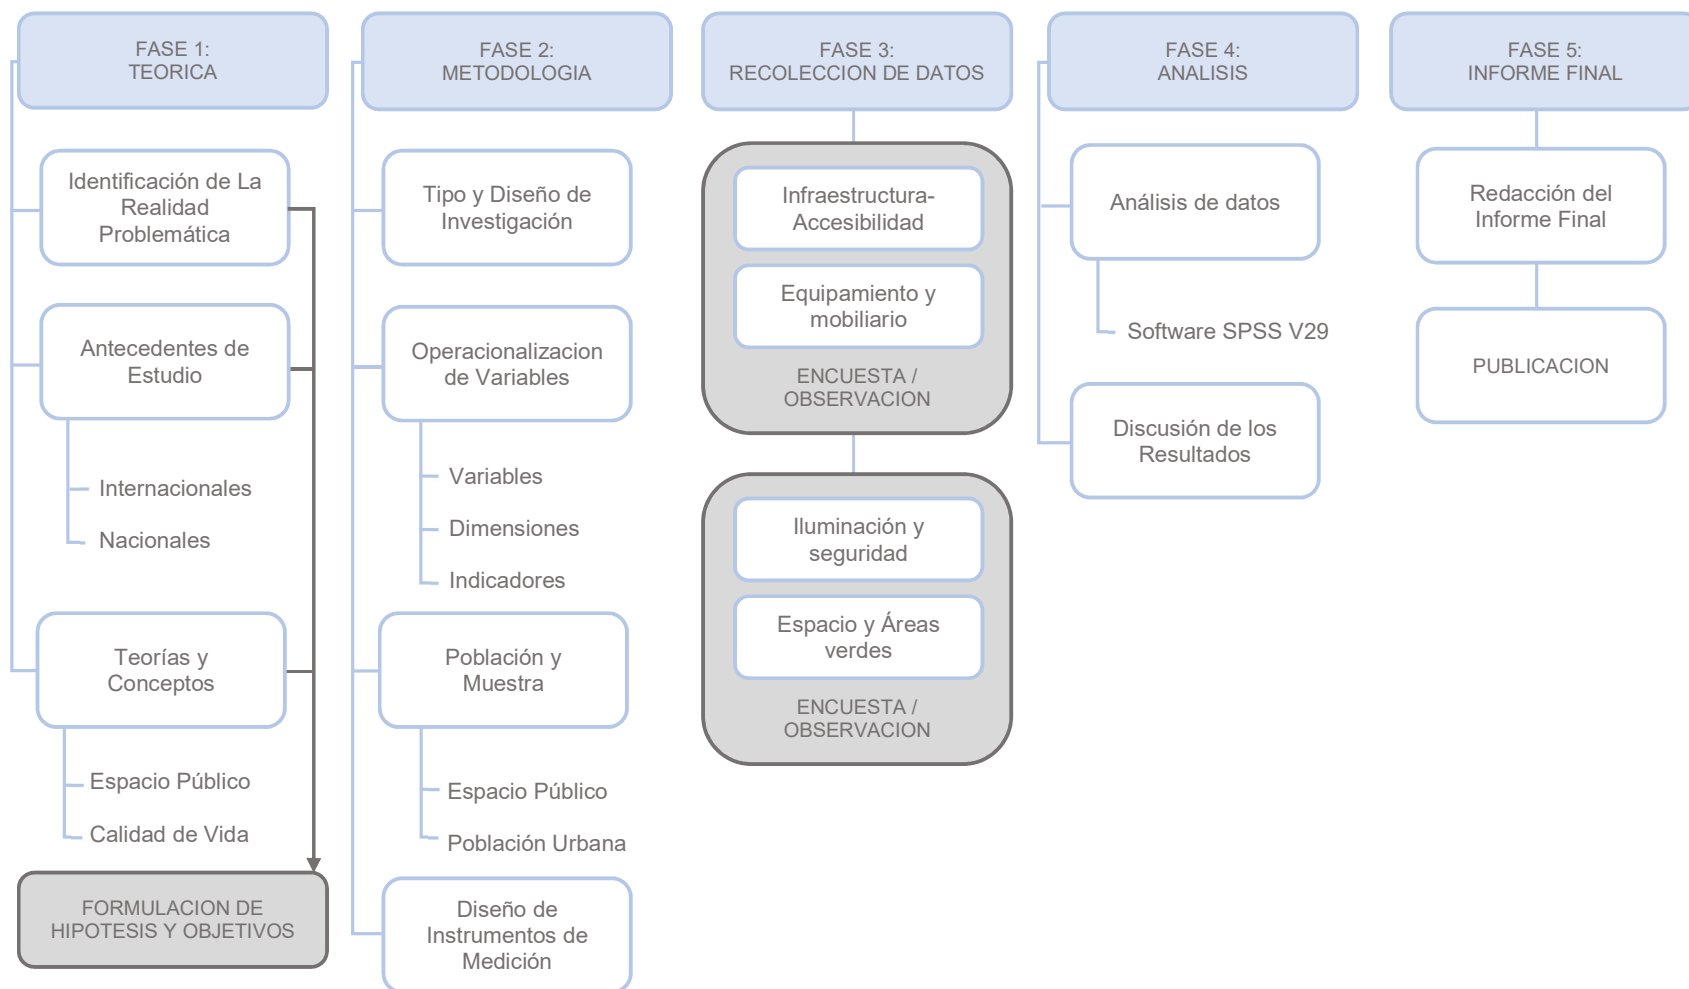 FASE 1:
TEORICA
Identificación de La
Realidad
Problemática
Antecedentes de
Estudio
Internacionales
Nacionales
Teorías y
Conceptos
Espacio Público
Calidad de Vida
FORMULACION DE
HIPOTESIS Y OBJETIVOS
FASE 2:
METODOLOGIA
Tipo y Diseño de
Investigación
Operacionalizacion
de Variables
Variables
Dimensiones
Indicadores
Población y
Muestra
Espacio Público
Población Urbana
Diseño de
Instrumentos de
Medición
FASE 3:
RECOLECCION DE DATOS
Infraestructura-
Accesibilidad
Equipamiento y
mobiliario
ENCUESTA /
OBSERVACION
Iluminación y
seguridad
Espacio y Áreas
verdes
ENCUESTA /
OBSERVACION
FASE 4:
ANALISIS
Análisis de datos
Software SPSS V29
Discusión de los
Resultados
FASE 5:
INFORME FINAL
Redacción del
Informe Final
PUBLICACION